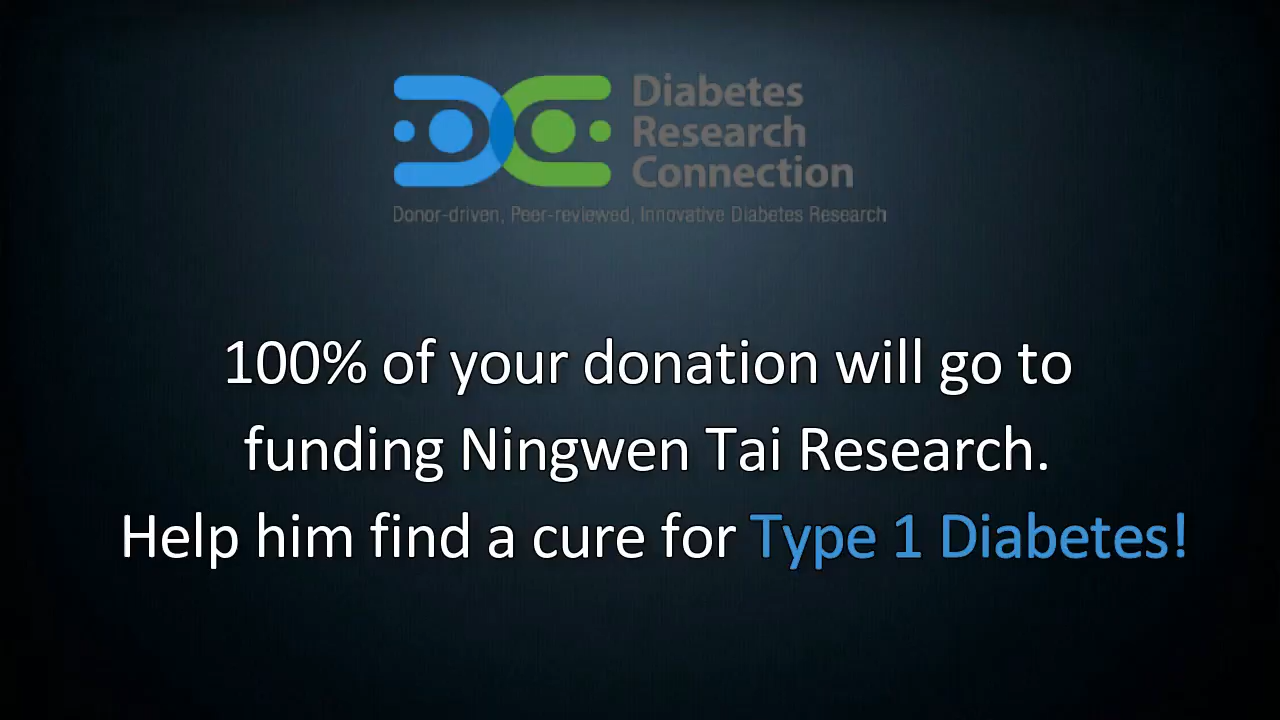 Diabetes
Research
Connection
Donor-driven, Peer-reviewed, Innovative Diabetes Research
100% of your donation will go to
funding Ningwen Tai Research.
Help him find a cure for Type 1 Diabetes!